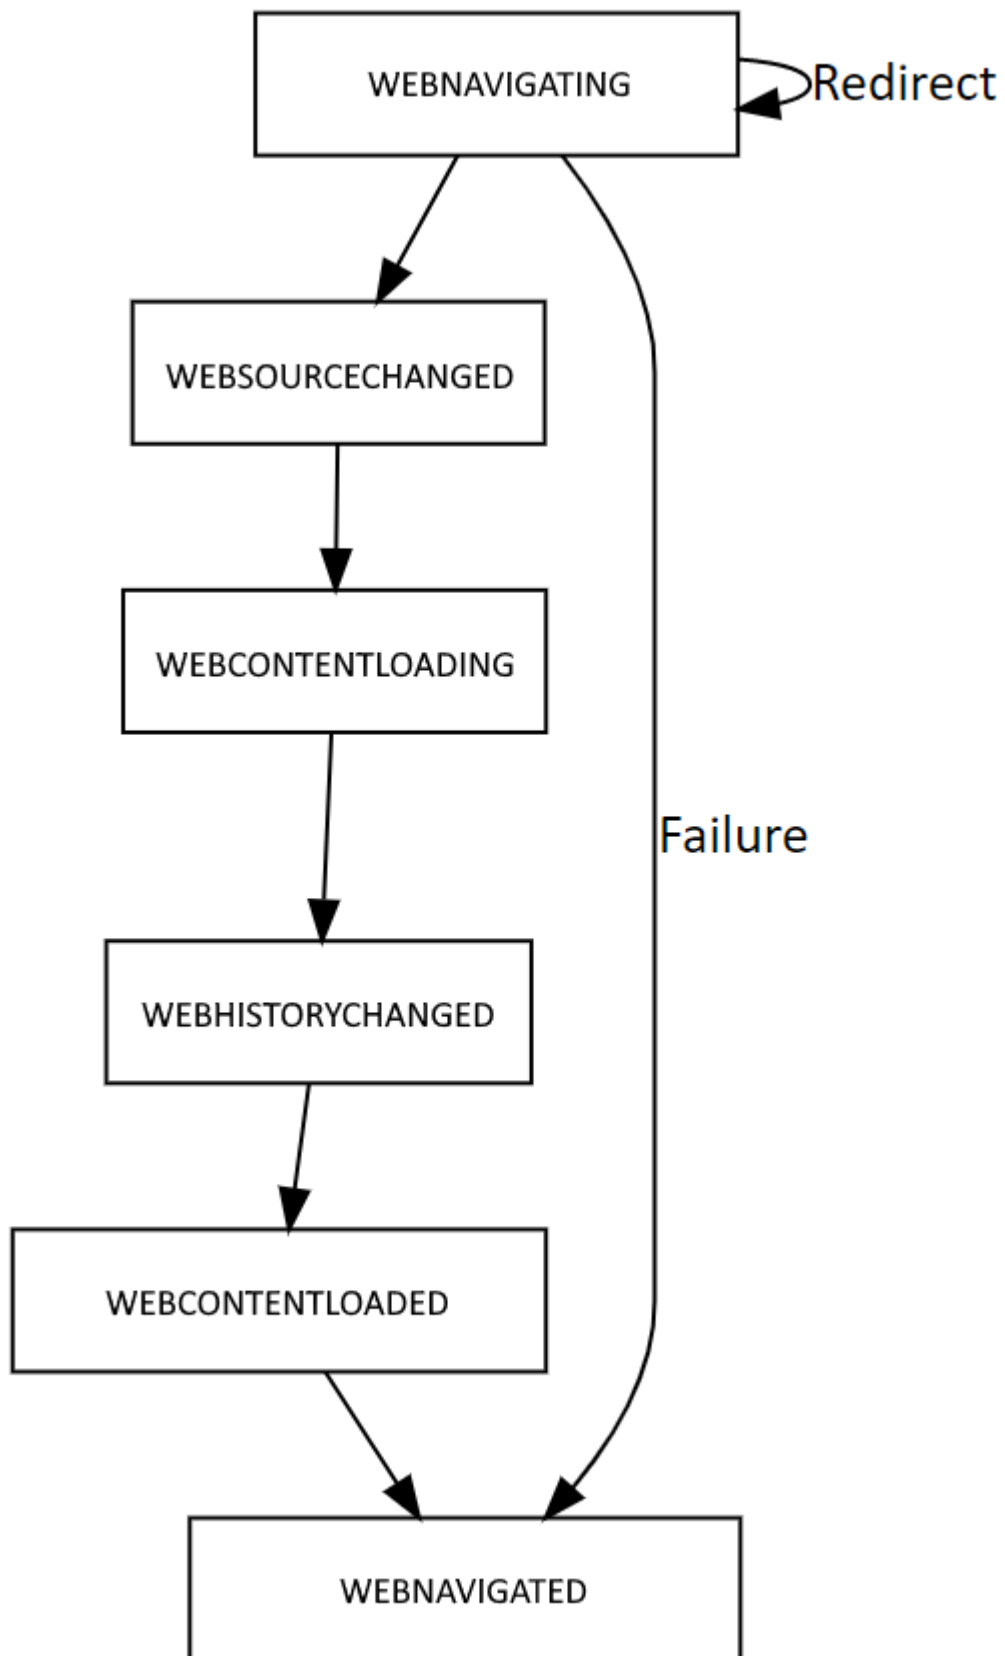 WEBNAVIGATING
Redirect
WEBSOURCECHANGED
WEBCONTENTLOADING
Failure
WEBHISTORYCHANGED
WEBCONTENTLOADED
WEBNAVIGATED